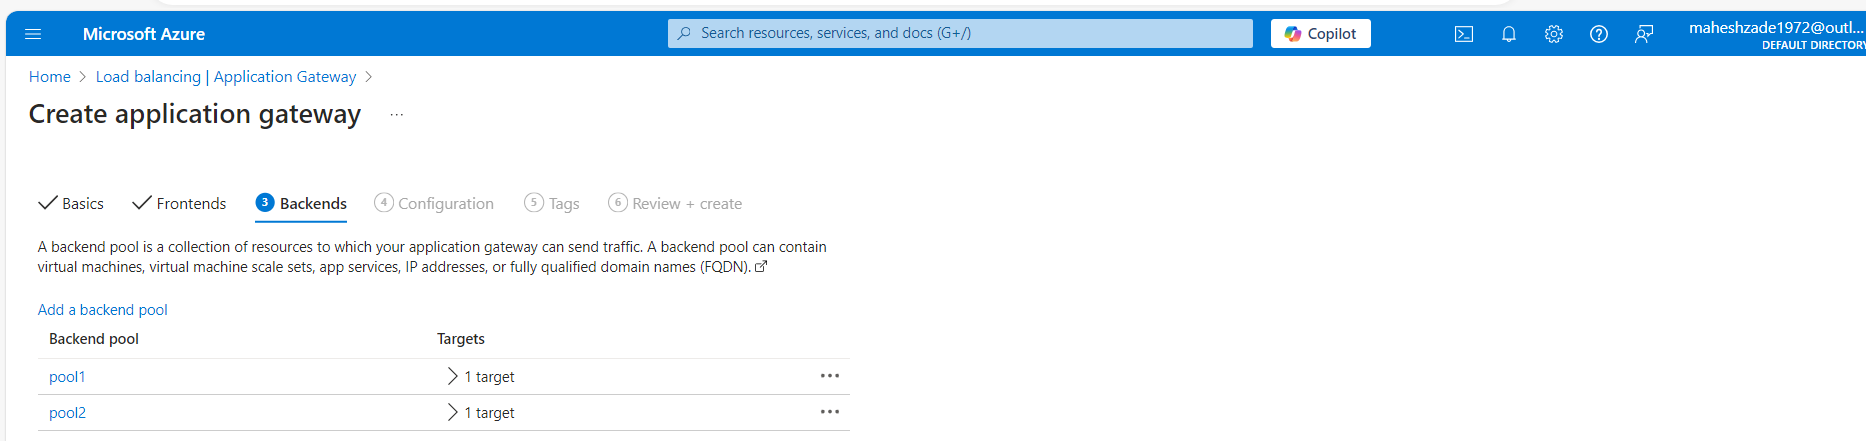 Microsoft Azure
Search resources, services, and docs (G+/)
Copilot
maheshzade1972@outl...
DEFAULT DIRECTORY
Home > Load balancing | Application Gateway >
Create application gateway ...
Basics Frontends 3 Backends 4 Configuration 5 Tags 6 Review + create
A backend pool is a collection of resources to which your application gateway can send traffic. A backend pool can contain
virtual machines, virtual machine scale sets, app services, IP addresses, or fully qualified domain names (FQDN).
Add a backend pool
Backend pool Targets
pool1 > 1 target ...
pool2 > 1 target ...